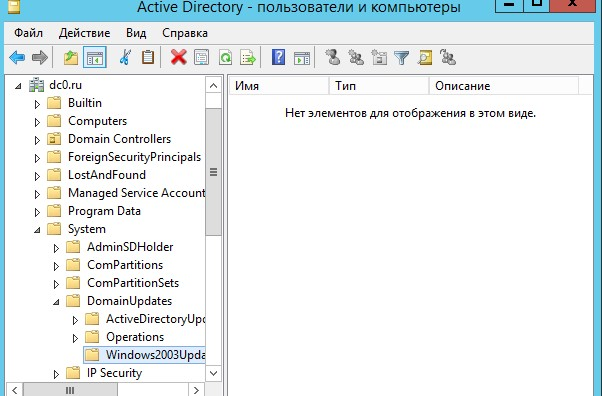 Active Directory - пользователи и компьютеры
Файл Действие Вид Справка
dc0.ru
Builtin
Computers
Domain Controllers
ForeignSecurityPrincipals
LostAndFound
Managed Service Account
Program Data
System
AdminSDHolder
ComPartitions
ComPartitionSets
DomainUpdates
ActiveDirectoryUpd
Operations
Windows2003Upda
IP Security
Имя Тип Описание
Нет элементов для отображения в этом виде.